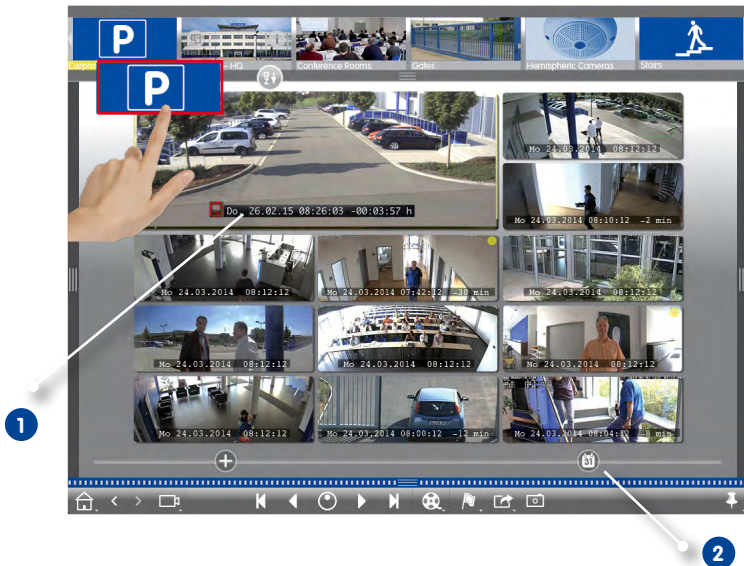 P
Carpo
- HQ
Conference Rooms
Gates
Hemispheric Cameras
Stairs
P
Mo 24.03.2014 08:12:12
Do. 26.02.15 08:26:03 -00:03:57 h
Mo 24.03.2014 08:10:12 -2 min
Mo 24.03.2014 08:12:12
Mo 24.03.2014 07:42:12 -30 min
Mo 24.03.2014 08:12:12
Mo 24.03.2014 08:12:12
Mo 24.03.2014 08:12:12
Mo 24.03.2014 08:12:12
Mo 24.03.2014 08:12:12
Mo 24.03.2014 08:00:12 -12 min
Mo 24.03.2014 08:04:12 -8 min
1
31
2